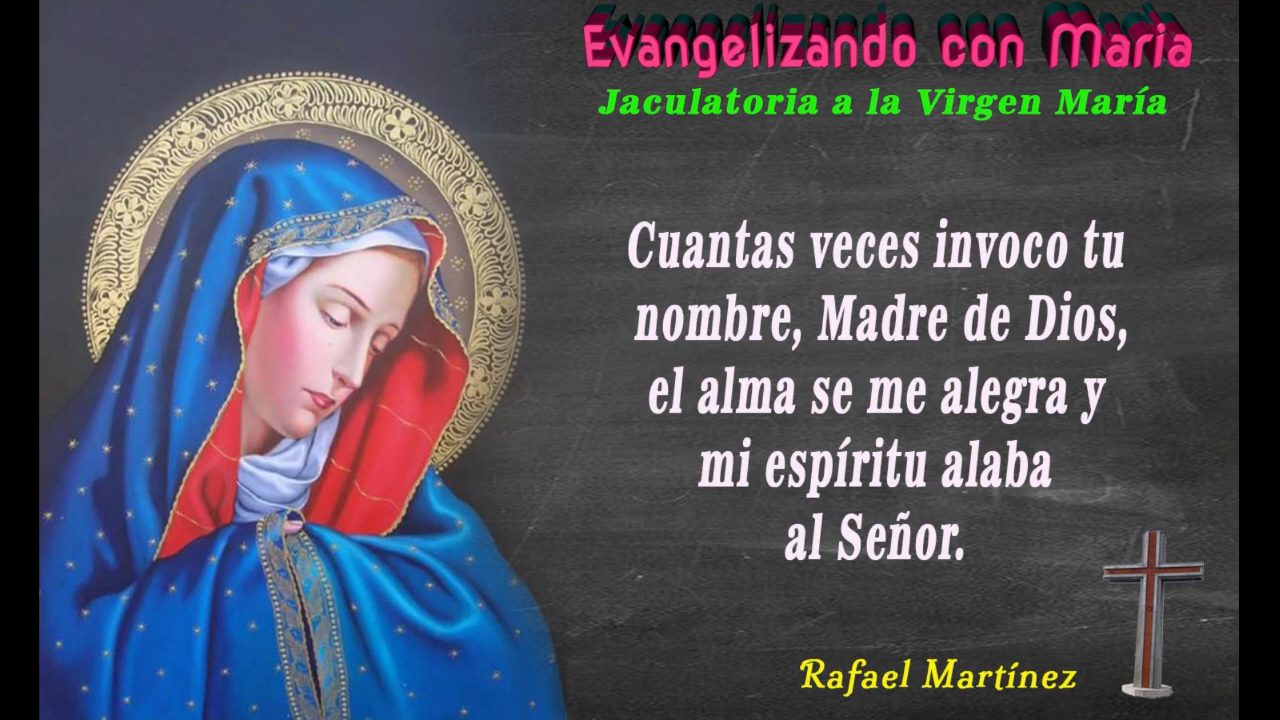 Evangelizando con María
Jaculatoria a la Virgen María
Cuantas veces invoco tu
nombre, Madre de Dios,
el alma se me alegra y
mi espíritu alaba
al Señor.
Rafael Martínez